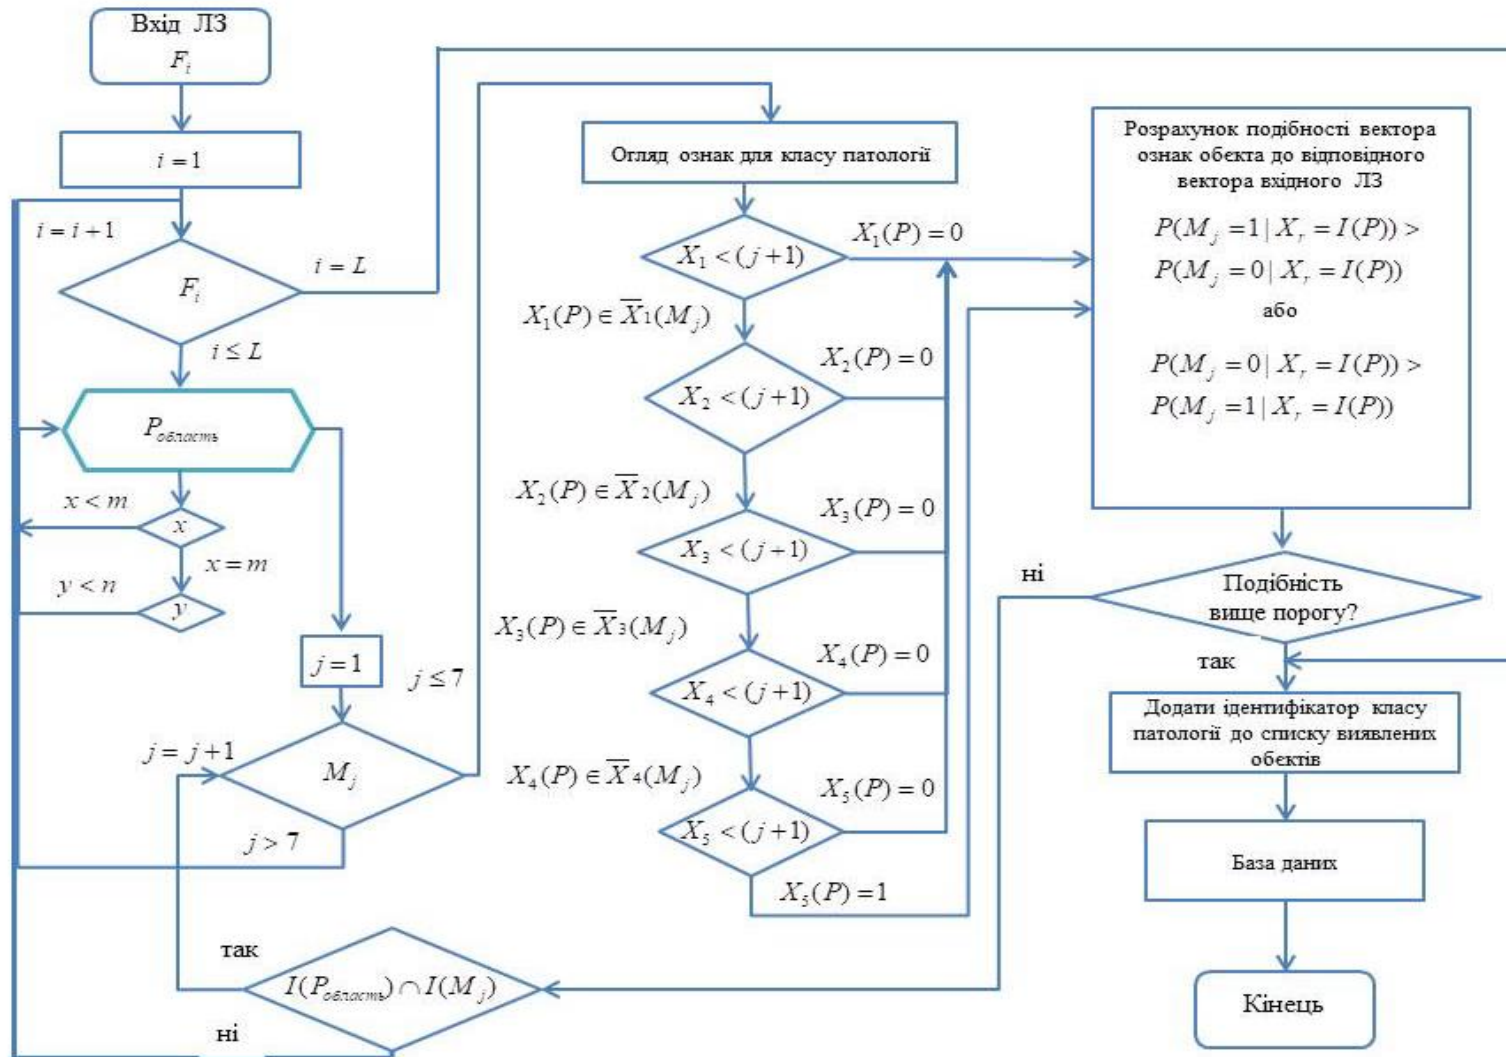 Вхід ЛЗ
F_i
i = 1
i = i + 1
F_i
i = L
i ≤ L
P_область
x < m
x
x = m
y < n
y
j = 1
j ≤ 7
j = j + 1
M_j
j > 7
так
I(P_область) ∩ I(M_j)
ні
Огляд ознак для класу патології
X_1 < (j + 1)
X_1(P) = 0
X_1(P) ∈ X̅_1(M_j)
X_2(P) = 0
X_2 < (j + 1)
X_2(P) ∈ X̅_2(M_j)
X_3(P) = 0
X_3 < (j + 1)
X_3(P) ∈ X̅_3(M_j)
X_4(P) = 0
X_4 < (j + 1)
X_4(P) ∈ X̅_4(M_j)
X_5(P) = 0
X_5 < (j + 1)
X_5(P) = 1
Розрахунок подібності вектора
ознак обєкта до відповідного
вектора вхідного ЛЗ
P(M_j = 1 | X_r = I(P)) >
P(M_j = 0 | X_r = I(P))
або
P(M_j = 0 | X_r = I(P)) >
P(M_j = 1 | X_r = I(P))
ні
Подібність
вище порогу?
так
Додати ідентифікатор класу
патології до списку виявлених
обєктів
База даних
Кінець